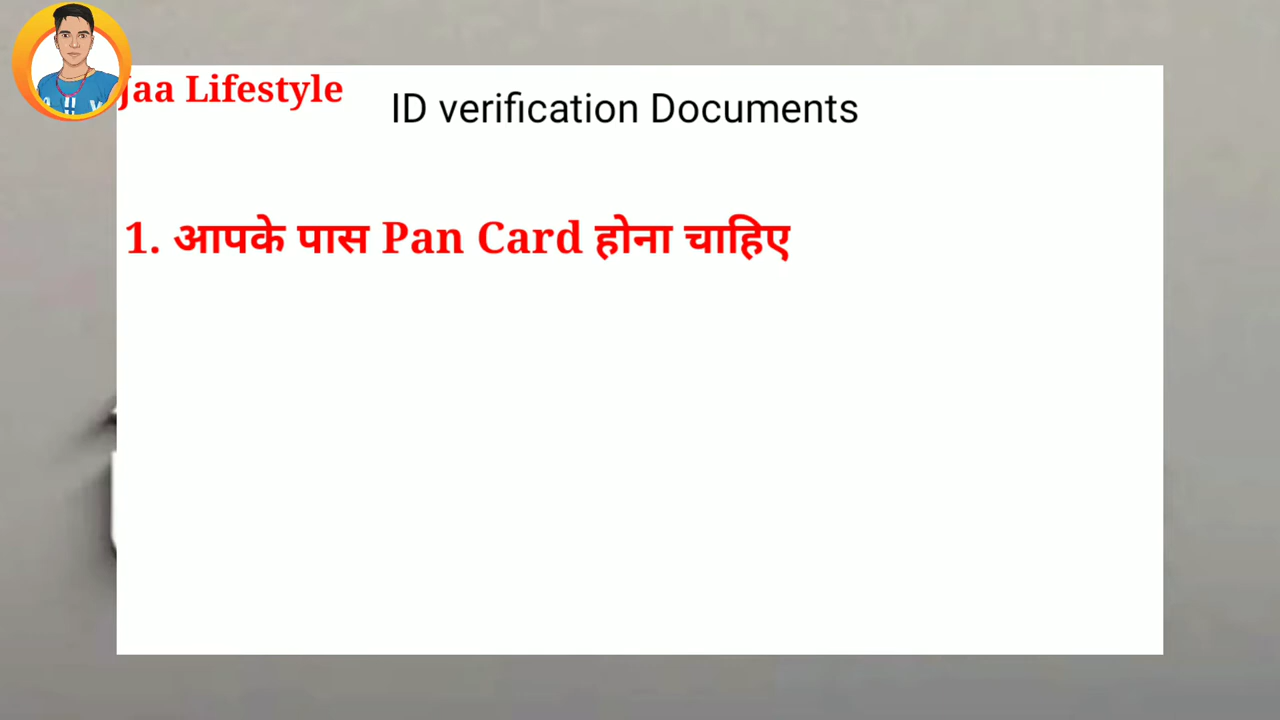 Jaa Lifestyle
ID verification Documents
1. आपके पास Pan Card होना चाहिए